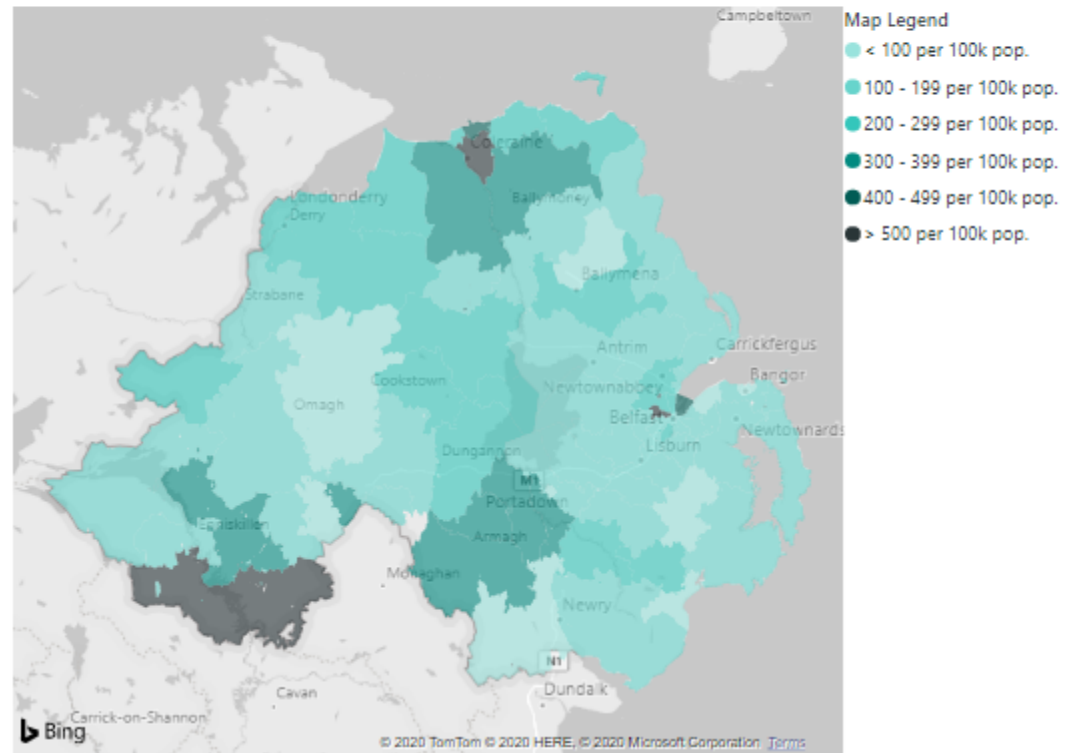 Campbeltown
Map Legend
< 100 per 100k pop.
100 - 199 per 100k pop.
200 - 299 per 100k pop.
300 - 399 per 100k pop.
400 - 499 per 100k pop.
> 500 per 100k pop.
Coleraine
Londonderry
Derry
Ballymoney
Ballymena
Strabane
Antrim
Carrickfergus
Cookstown
Newtownabbey
Bangor
Omagh
Belfast
Newtownards
Dungannon
Lisburn
M1
Portadown
Enniskillen
Armagh
Monaghan
Newry
N1
Cavan
Dundalk
Carrick-on-Shannon
Bing
© 2020 TomTom © 2020 HERE, © 2020 Microsoft Corporation Terms